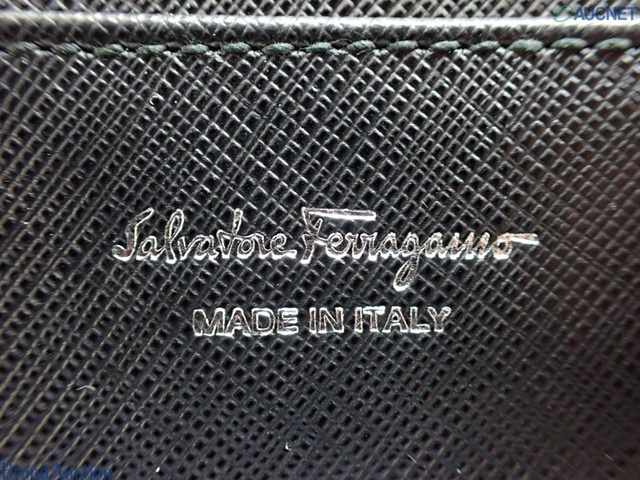 AUCNET
Salvatore Ferragamo
MADE IN ITALY
Brand Auction